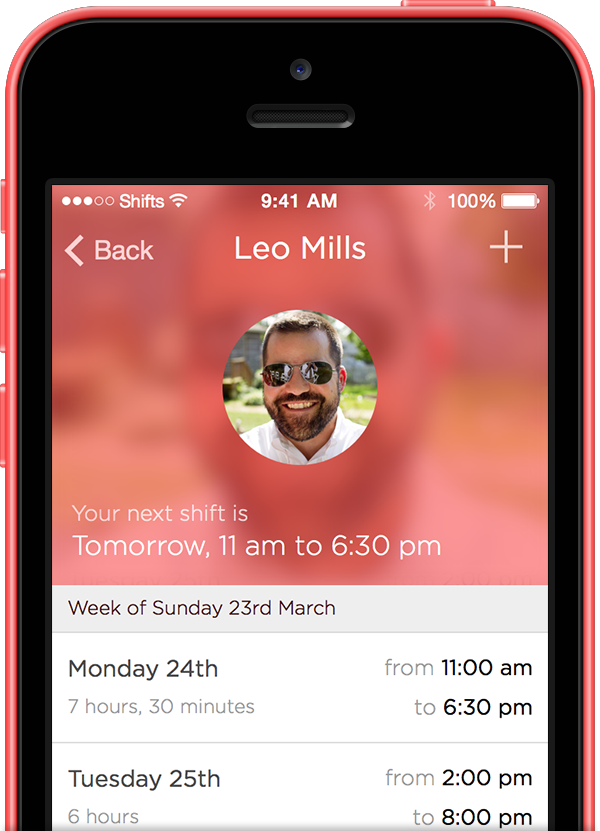 Shifts 9:41 AM 100%
Back Leo Mills
Your next shift is
Tomorrow, 11 am to 6:30 pm
Week of Sunday 23rd March
Monday 24th from 11:00 am
7 hours, 30 minutes to 6:30 pm
Tuesday 25th from 2:00 pm
6 hours to 8:00 pm